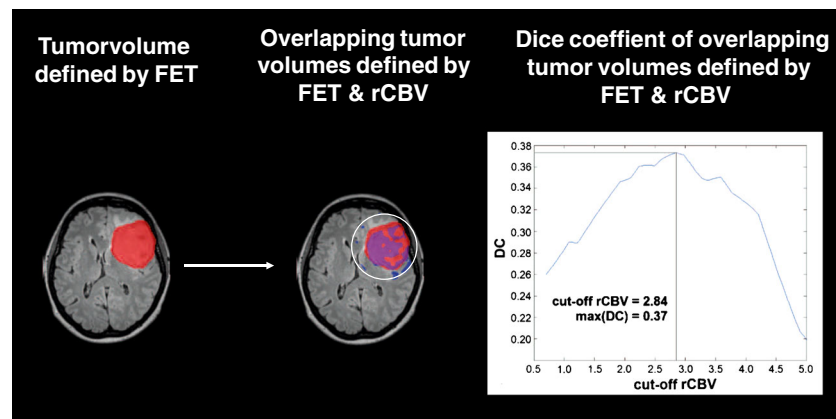 Tumorvolume
defined by FET
Overlapping tumor
volumes defined by
FET & rCBV
Dice coeffient of overlapping
tumor volumes defined by
FET & rCBV
0.38
0.36
0.34
0.32
0.30
0.28
0.26
0.24
0.22
0.20
DC
cut-off rCBV = 2.84
max(DC) = 0.37
0.5 1.0 1.5 2.0 2.5 3.0 3.5 4.0 4.5 5.0
cut-off rCBV